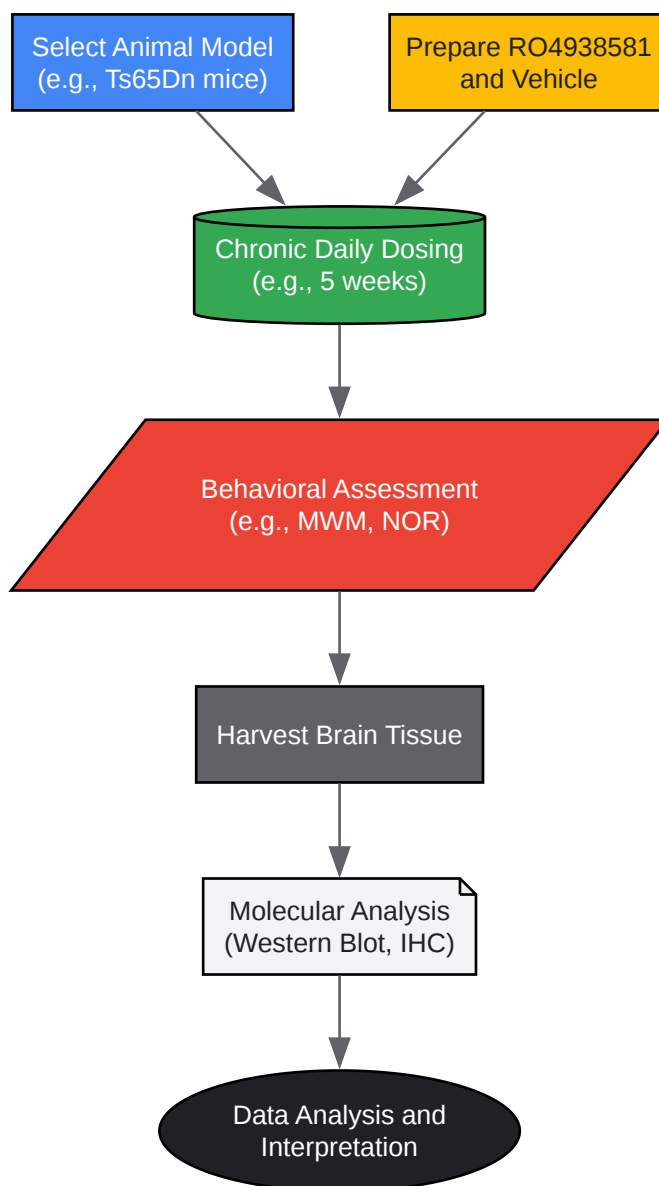 Select Animal Model
(e.g., Ts65Dn mice)
Prepare RO4938581
and Vehicle
Chronic Daily Dosing
(e.g., 5 weeks)
Behavioral Assessment
(e.g., MWM, NOR)
Harvest Brain Tissue
Molecular Analysis
(Western Blot, IHC)
Data Analysis and
Interpretation